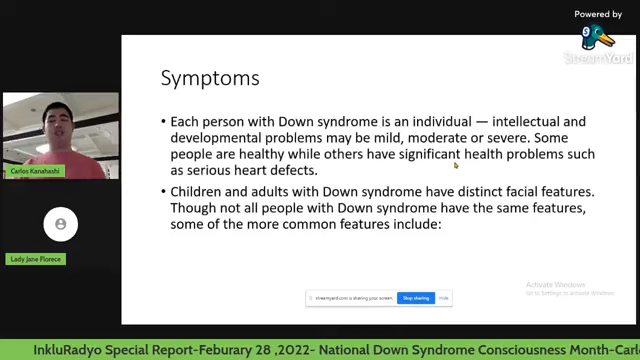 Powered by
StreamYard
Symptoms
• Each person with Down syndrome is an individual — intellectual and
developmental problems may be mild, moderate or severe. Some
people are healthy while others have significant health problems such
as serious heart defects.
• Children and adults with Down syndrome have distinct facial features.
Though not all people with Down syndrome have the same features,
some of the more common features include:
Carlos Kanahashi
Lady Jane Florece
Activate Windows
Go to Settings to activate Windows.
streamyard.com is sharing your screen.
Stop sharing
Hide
InkluRadyo Special Report-Feburary 28 ,2022- National Down Syndrome Consciousness Month-Carlo